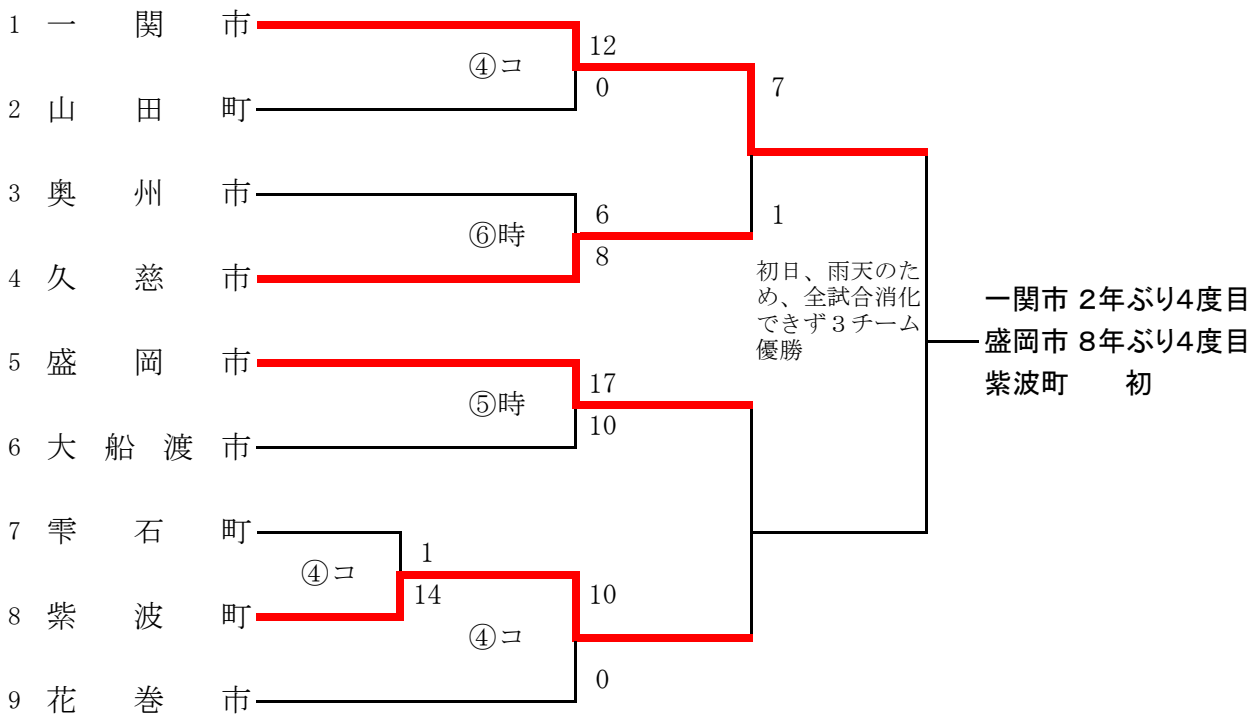 1 一関市
12
④コ
0
7
2 山田町
3 奥州市
6
1
⑥時
8
4 久慈市
初日、雨天のた
め、全試合消化
できず３チーム
優勝
一関市 2年ぶり4度目
盛岡市 8年ぶり4度目
紫波町 初
5 盛岡市
17
⑤時
10
6 大船渡市
7 雫石町
1
④コ
14
10
8 紫波町
④コ
0
9 花巻市